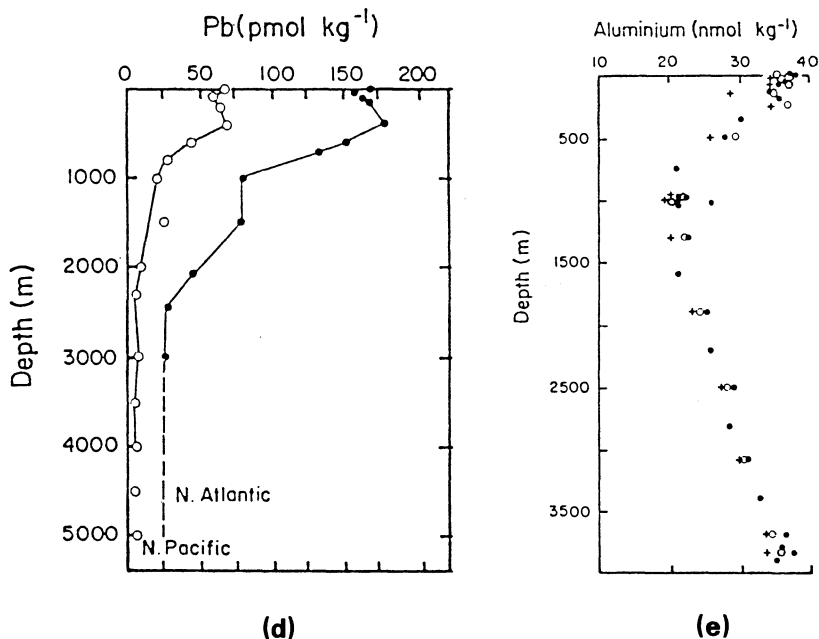 Pb(pmol kg⁻¹)
0 50 100 150 200
1000
2000
3000
4000
5000
Depth (m)
N. Atlantic
N. Pacific
(d)
Aluminium (nmol kg⁻¹)
10 20 30 40
500
1500
2500
3500
Depth (m)
(e)